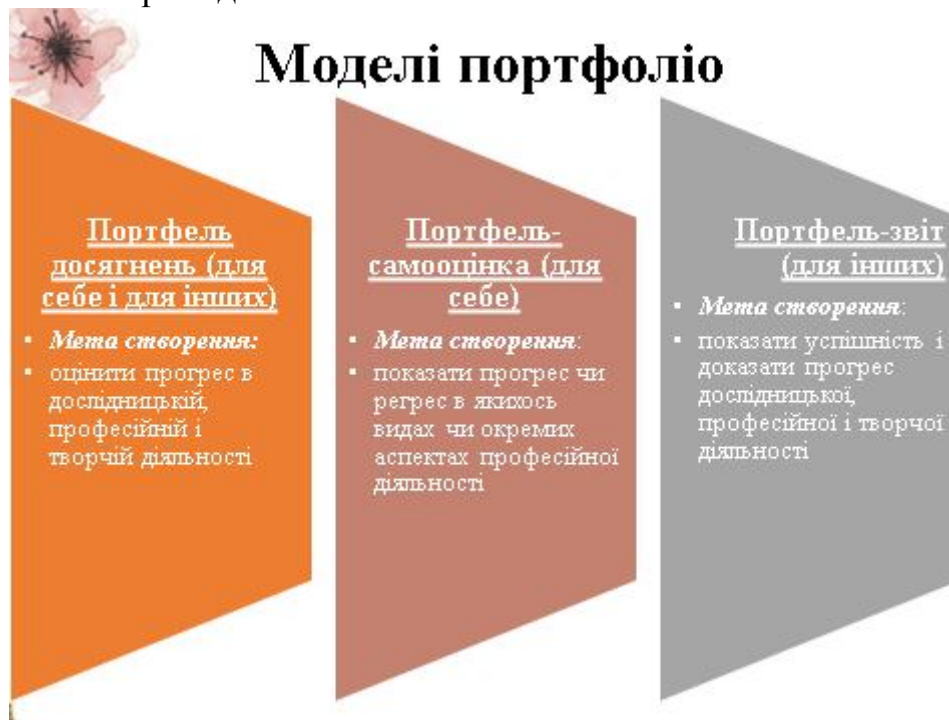 Моделі портфоліо
Портфель
досягнень (для
себе і для інших)
• Мета створення:
• оцінити прогрес в
дослідницькій,
професійній і
творчій діяльності
Портфель-
самооцінка (для
себе)
• Мета створення:
• показати прогрес чи
регрес в якихось
видах чи окремих
аспектах професійної
діяльності
Портфель-звіт
(для інших)
• Мета створення:
• показати успішність і
доказати прогрес
дослідницької,
професійної і творчої
діяльності